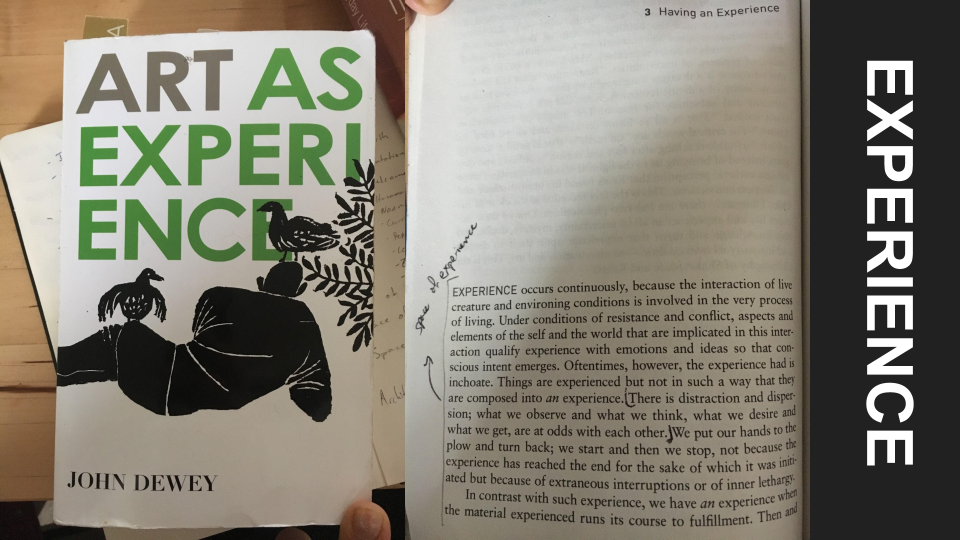 ART AS
EXPERI
ENCE
JOHN DEWEY
3 Having an Experience
space of experience
EXPERIENCE occurs continuously, because the interaction of live
creature and environing conditions is involved in the very process
of living. Under conditions of resistance and conflict, aspects and
elements of the self and the world that are implicated in this inter-
action qualify experience with emotions and ideas so that con-
scious intent emerges. Oftentimes, however, the experience had is
inchoate. Things are experienced but not in such a way that they
are composed into an experience. There is distraction and disper-
sion; what we observe and what we think, what we desire and
what we get, are at odds with each other. We put our hands to the
plow and turn back; we start and then we stop, not because the
experience has reached the end for the sake of which it was initi-
ated but because of extraneous interruptions or of inner lethargy.
In contrast with such experience, we have an experience when
the material experienced runs its course to fulfillment. Then and
EXPERIENCE